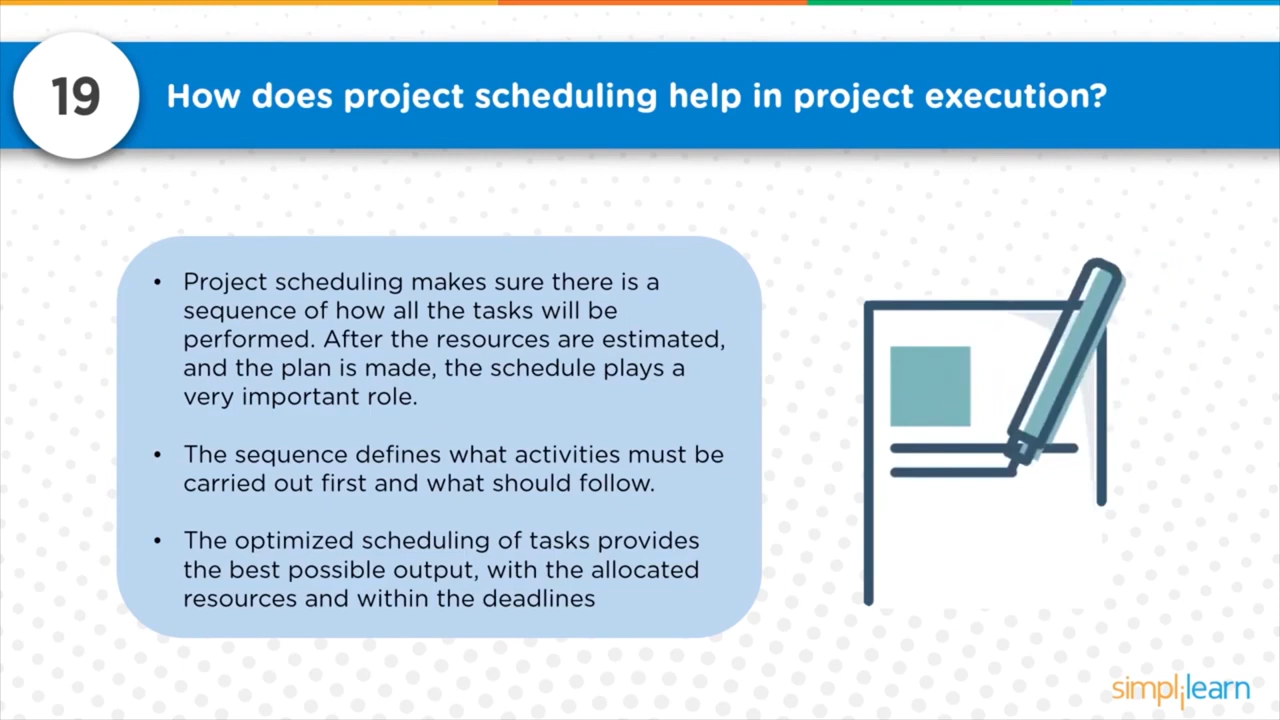 19
How does project scheduling help in project execution?
• Project scheduling makes sure there is a
sequence of how all the tasks will be
performed. After the resources are estimated,
and the plan is made, the schedule plays a
very important role.
• The sequence defines what activities must be
carried out first and what should follow.
• The optimized scheduling of tasks provides
the best possible output, with the allocated
resources and within the deadlines
simplilearn